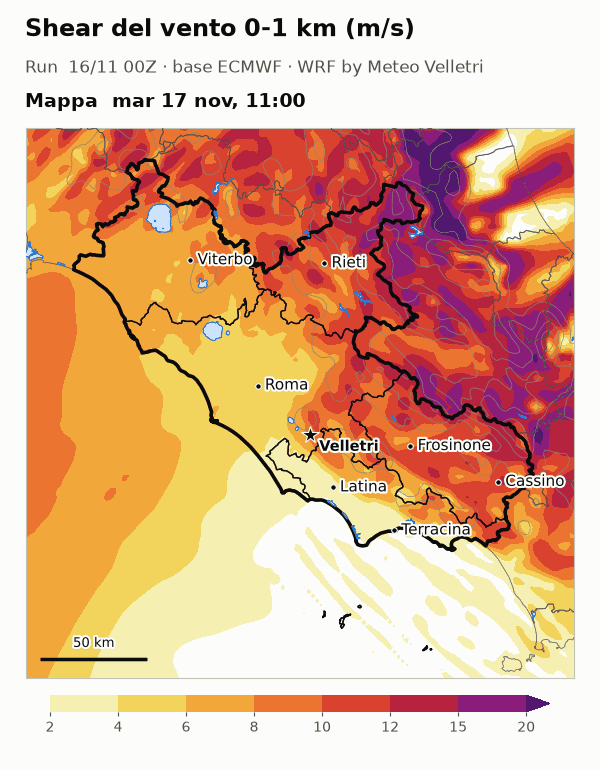 Shear del vento 0-1 km (m/s)
Run  16/11 00Z · base ECMWF · WRF by Meteo Velletri
Mappa  mar 17 nov, 11:00
Viterbo
Rieti
Roma
Velletri
Frosinone
Cassino
Latina
Terracina
50 km
2 4 6 8 10 12 15 20